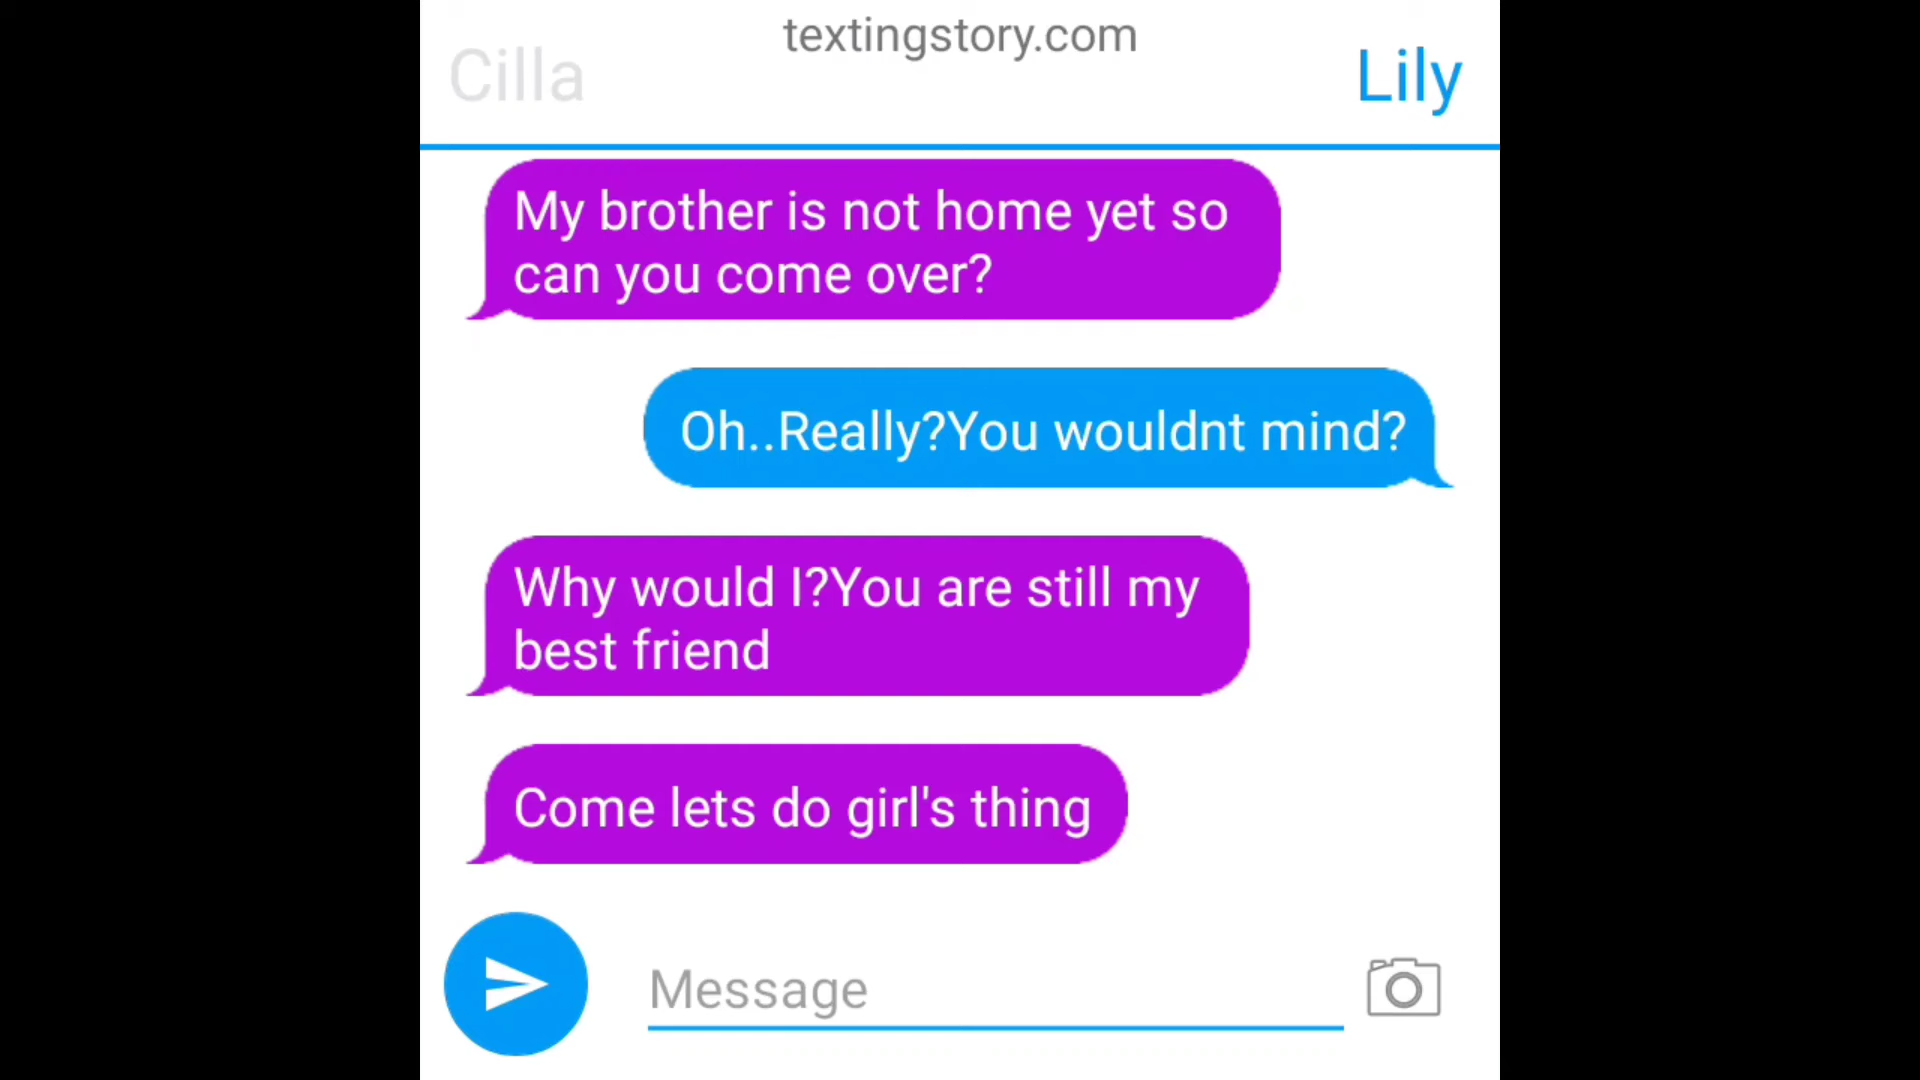 textingstory.com
Cilla
Lily
My brother is not home yet so
can you come over?
Oh..Really?You wouldnt mind?
Why would I?You are still my
best friend
Come lets do girl's thing
Message